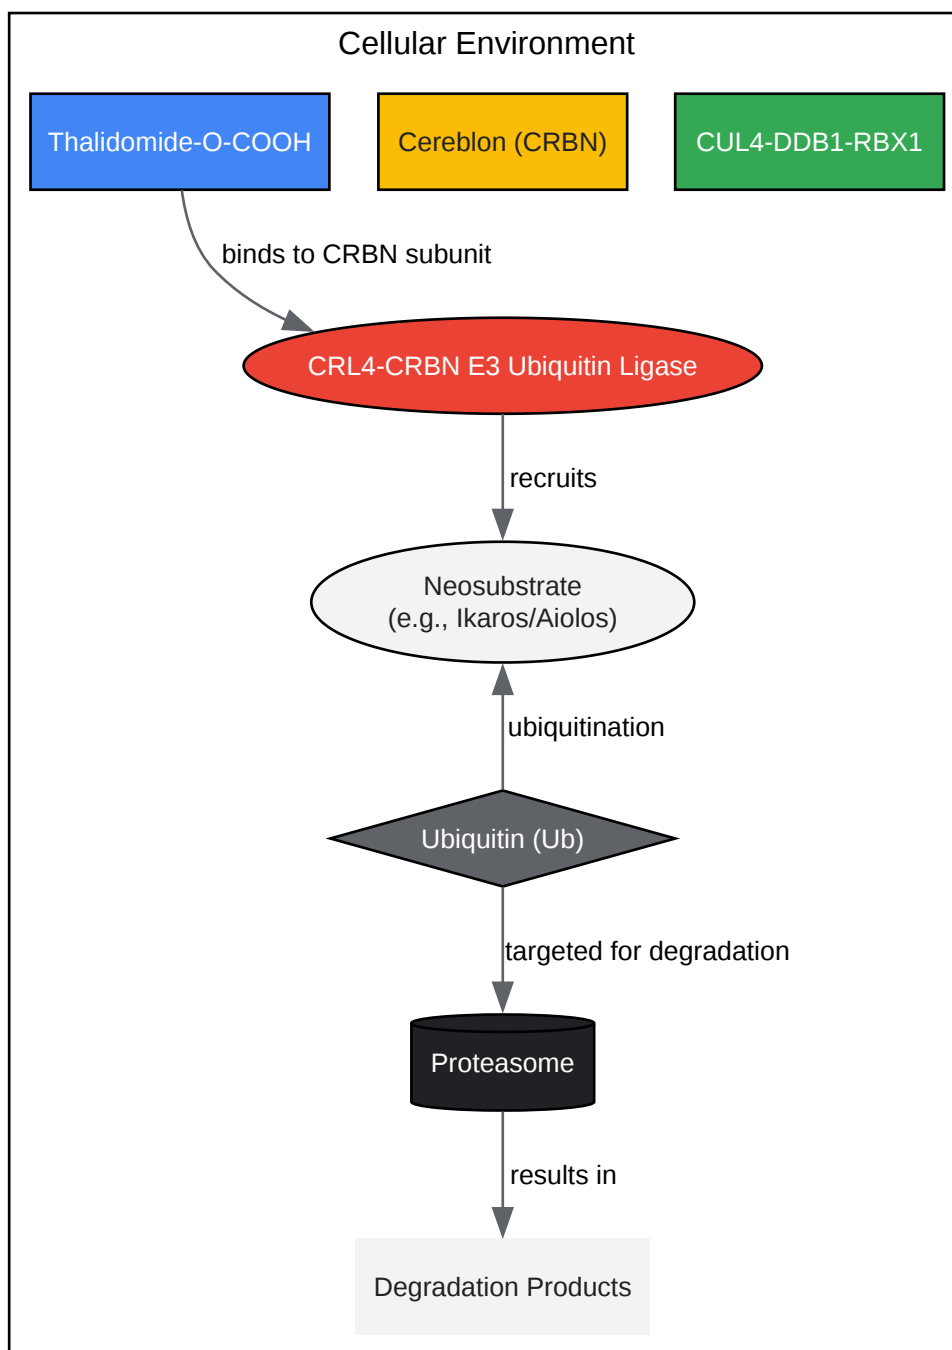 Cellular Environment
Thalidomide-O-COOH
Cereblon (CRBN)
CUL4-DDB1-RBX1
binds to CRBN subunit
CRL4-CRBN E3 Ubiquitin Ligase
recruits
Neosubstrate
(e.g., Ikaros/Aiolos)
ubiquitination
Ubiquitin (Ub)
targeted for degradation
Proteasome
results in
Degradation Products